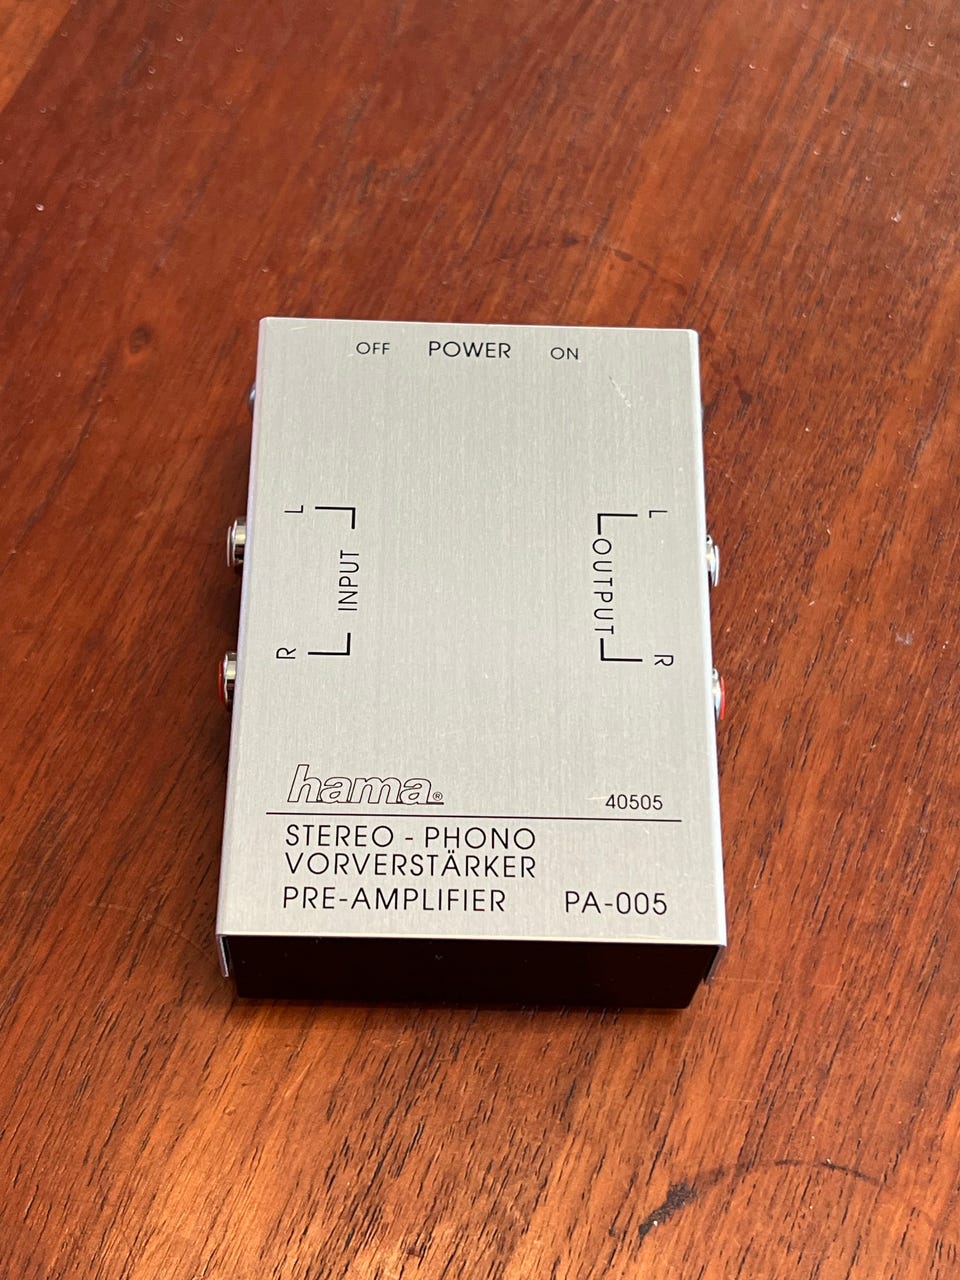 OFF POWER ON
L
INPUT
R
L
OUTPUT
R
hama® 40505
STEREO - PHONO
VORVERSTÄRKER
PRE-AMPLIFIER PA-005